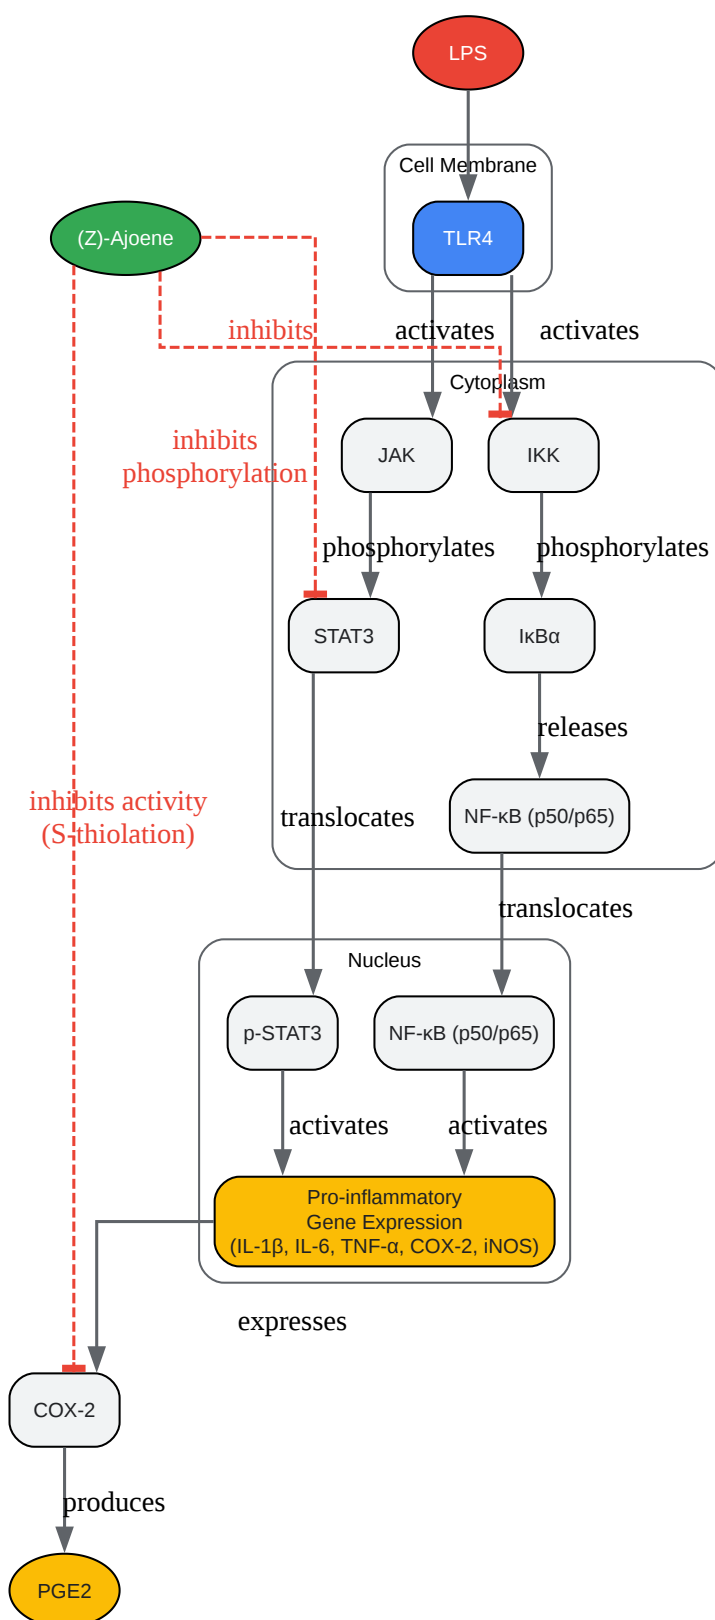 LPS
Cell Membrane
(Z)-Ajoene
TLR4
inhibits
activates
activates
Cytoplasm
inhibits
phosphorylation
JAK
IKK
phosphorylates
phosphorylates
STAT3
IκBα
releases
inhibits activity
(S-thiolation)
translocates
NF-κB (p50/p65)
translocates
Nucleus
p-STAT3
NF-κB (p50/p65)
activates
activates
Pro-inflammatory
Gene Expression
(IL-1β, IL-6, TNF-α, COX-2, iNOS)
expresses
COX-2
produces
PGE2